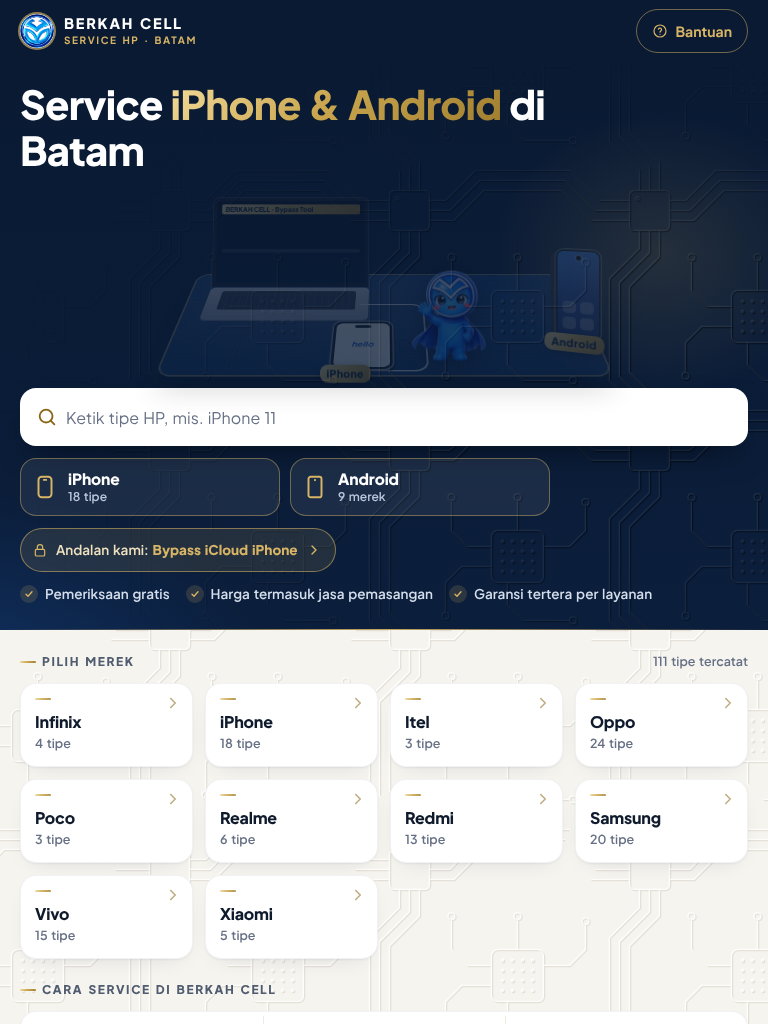 BERKAH CELL
SERVICE HP · BATAM
Bantuan
Service iPhone & Android di
Batam
BERKAH CELL - Bypass Tool
hello
iPhone
Android
Ketik tipe HP, mis. iPhone 11
iPhone
18 tipe
Android
9 merek
Andalan kami: Bypass iCloud iPhone
Pemeriksaan gratis
Harga termasuk jasa pemasangan
Garansi tertera per layanan
PILIH MEREK
111 tipe tercatat
Infinix
4 tipe
iPhone
18 tipe
Itel
3 tipe
Oppo
24 tipe
Poco
3 tipe
Realme
6 tipe
Redmi
13 tipe
Samsung
20 tipe
Vivo
15 tipe
Xiaomi
5 tipe
CARA SERVICE DI BERKAH CELL